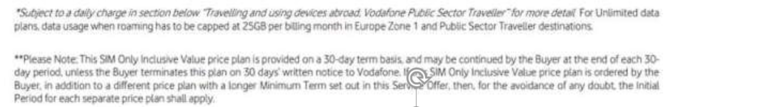 *Subject to a daily charge in section below "Travelling and using devices abroad, Vodafone Public Sector Traveller" for more detail. For Unlimited data
plans, data usage when roaming has to be capped at 25GB per billing month in Europe Zone 1 and Public Sector Traveller destinations.
**Please Note: This SIM Only Inclusive Value price plan is provided on a 30-day term basis, and may be continued by the Buyer at the end of each 30-
day period, unless the Buyer terminates this plan on 30 days' written notice to Vodafone. If SIM Only Inclusive Value price plan is ordered by the
Buyer, in addition to a different price plan with a longer Minimum Term set out in this Offer, then, for the avoidance of any doubt, the Initial
Period for each separate price plan shall apply.